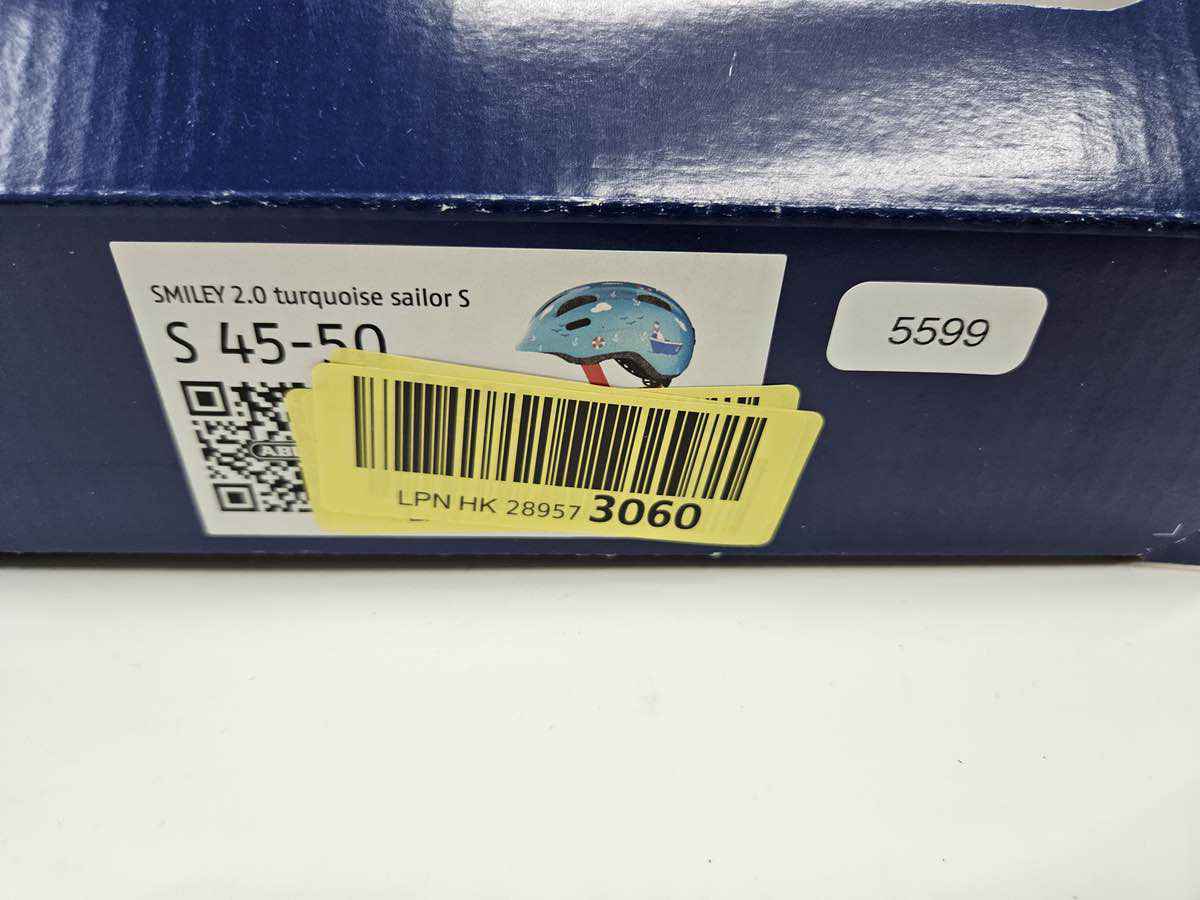 SMILEY 2.0 turquoise sailor S
S 45-50
5599
LPN HK 28957 3060